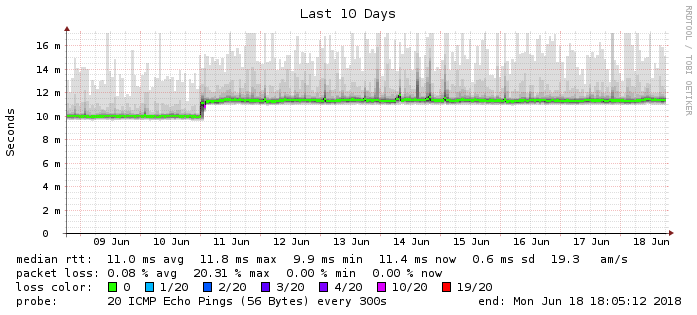 Last 10 Days
RRDTOOL / TOBI OETIKER
Seconds
16 m
14 m
12 m
10 m
8 m
6 m
4 m
2 m
0
09 Jun 10 Jun 11 Jun 12 Jun 13 Jun 14 Jun 15 Jun 16 Jun 17 Jun 18 Jun
median rtt: 11.0 ms avg 11.8 ms max 9.9 ms min 11.4 ms now 0.6 ms sd 19.3 am/s
packet loss: 0.08 % avg 20.31 % max 0.00 % min 0.00 % now
loss color: 0 1/20 2/20 3/20 4/20 10/20 19/20
probe: 20 ICMP Echo Pings (56 Bytes) every 300s end: Mon Jun 18 18:05:12 2018